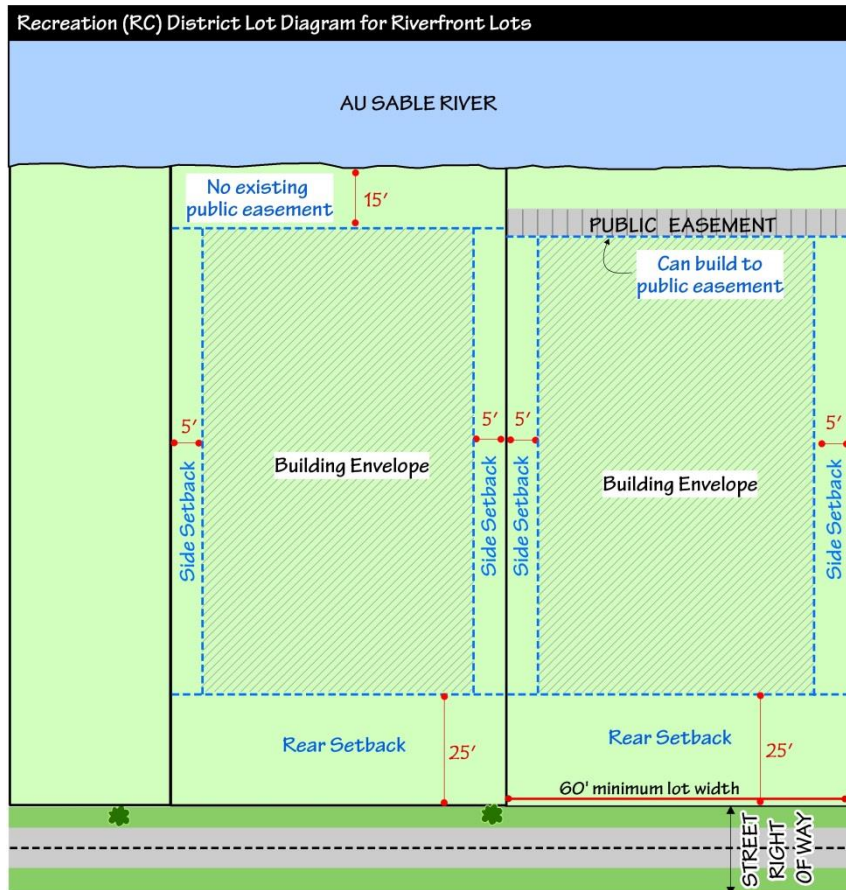 Recreation (RC) District Lot Diagram for Riverfront Lots
AU SABLE RIVER
No existing
public easement
15'
PUBLIC EASEMENT
Can build to
public easement
5'
5'
5'
5'
Building Envelope
Building Envelope
Side Setback
Side Setback
Side Setback
Side Setback
Rear Setback
25'
Rear Setback
25'
60' minimum lot width
STREET
RIGHT
OF WAY